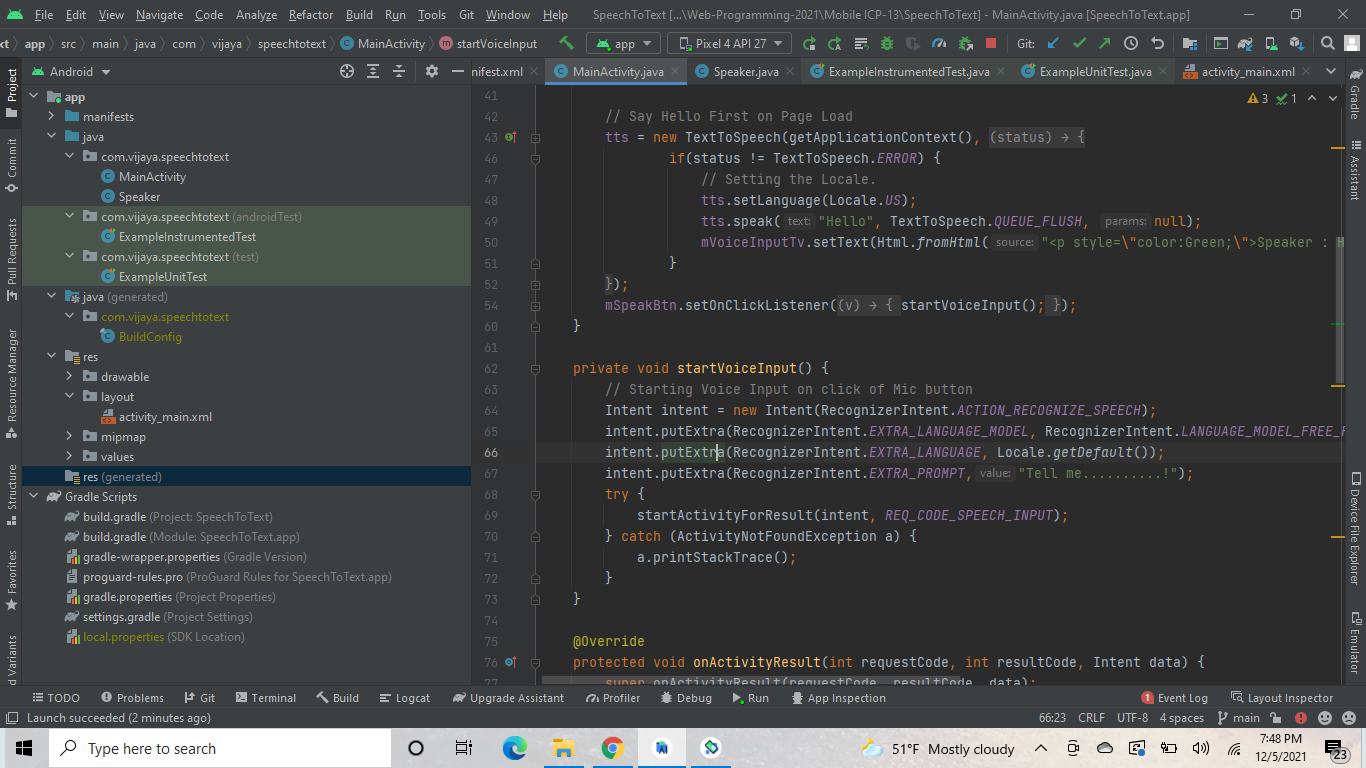 File Edit View Navigate Code Analyze Refactor Build Run Tools Git Window Help SpeechToText [...\Web-Programming-2021\Mobile ICP-13\SpeechToText] - MainActivity.java [SpeechToText.app]
app src main java com vijaya speechtotext MainActivity startVoiceInput app Pixel 4 API 27 Git:
Android
MainActivity.java Speaker.java ExampleInstrumentedTest.java ExampleUnitTest.java activity_main.xml
Project
Commit
Pull Requests
Resource Manager
Structure
Favorites
app
manifests
java
com.vijaya.speechtotext
MainActivity
Speaker
com.vijaya.speechtotext (androidTest)
ExampleInstrumentedTest
com.vijaya.speechtotext (test)
ExampleUnitTest
java (generated)
com.vijaya.speechtotext
BuildConfig
res
drawable
layout
activity_main.xml
mipmap
values
res (generated)
Gradle Scripts
build.gradle (Project: SpeechToText)
build.gradle (Module: SpeechToText.app)
gradle-wrapper.properties (Gradle Version)
proguard-rules.pro (ProGuard Rules for SpeechToText.app)
gradle.properties (Project Properties)
settings.gradle (Project Settings)
local.properties (SDK Location)
3 1
41
42 // Say Hello First on Page Load
43 tts = new TextToSpeech(getApplicationContext(), (status) → {
46 if(status != TextToSpeech.ERROR) {
47 // Setting the Locale.
48 tts.setLanguage(Locale.US);
49 tts.speak( text: "Hello", TextToSpeech.QUEUE_FLUSH, params: null);
50 mVoiceInputTv.setText(Html.fromHtml( source: "<p style=\"color:Green;\">Speaker : H
51 }
52 });
54 mSpeakBtn.setOnClickListener((v) → { startVoiceInput(); });
60 }
61
62 private void startVoiceInput() {
63 // Starting Voice Input on click of Mic button
64 Intent intent = new Intent(RecognizerIntent.ACTION_RECOGNIZE_SPEECH);
65 intent.putExtra(RecognizerIntent.EXTRA_LANGUAGE_MODEL, RecognizerIntent.LANGUAGE_MODEL_FREE_F
66 intent.putExtra(RecognizerIntent.EXTRA_LANGUAGE, Locale.getDefault());
67 intent.putExtra(RecognizerIntent.EXTRA_PROMPT, value: "Tell me..........!");
68 try {
69 startActivityForResult(intent, REQ_CODE_SPEECH_INPUT);
70 } catch (ActivityNotFoundException a) {
71 a.printStackTrace();
72 }
73 }
74
75 @Override
76 protected void onActivityResult(int requestCode, int resultCode, Intent data) {
77 super.onActivityResult(requestCode, resultCode, data);
Gradle
Assistant
Device File Explorer
Emulator
TODO Problems Git Terminal Build Logcat Upgrade Assistant Profiler Debug Run App Inspection 1 Event Log Layout Inspector
Launch succeeded (2 minutes ago) 66:23 CRLF UTF-8 4 spaces main
Type here to search 51°F Mostly cloudy 7:48 PM
12/5/2021 23